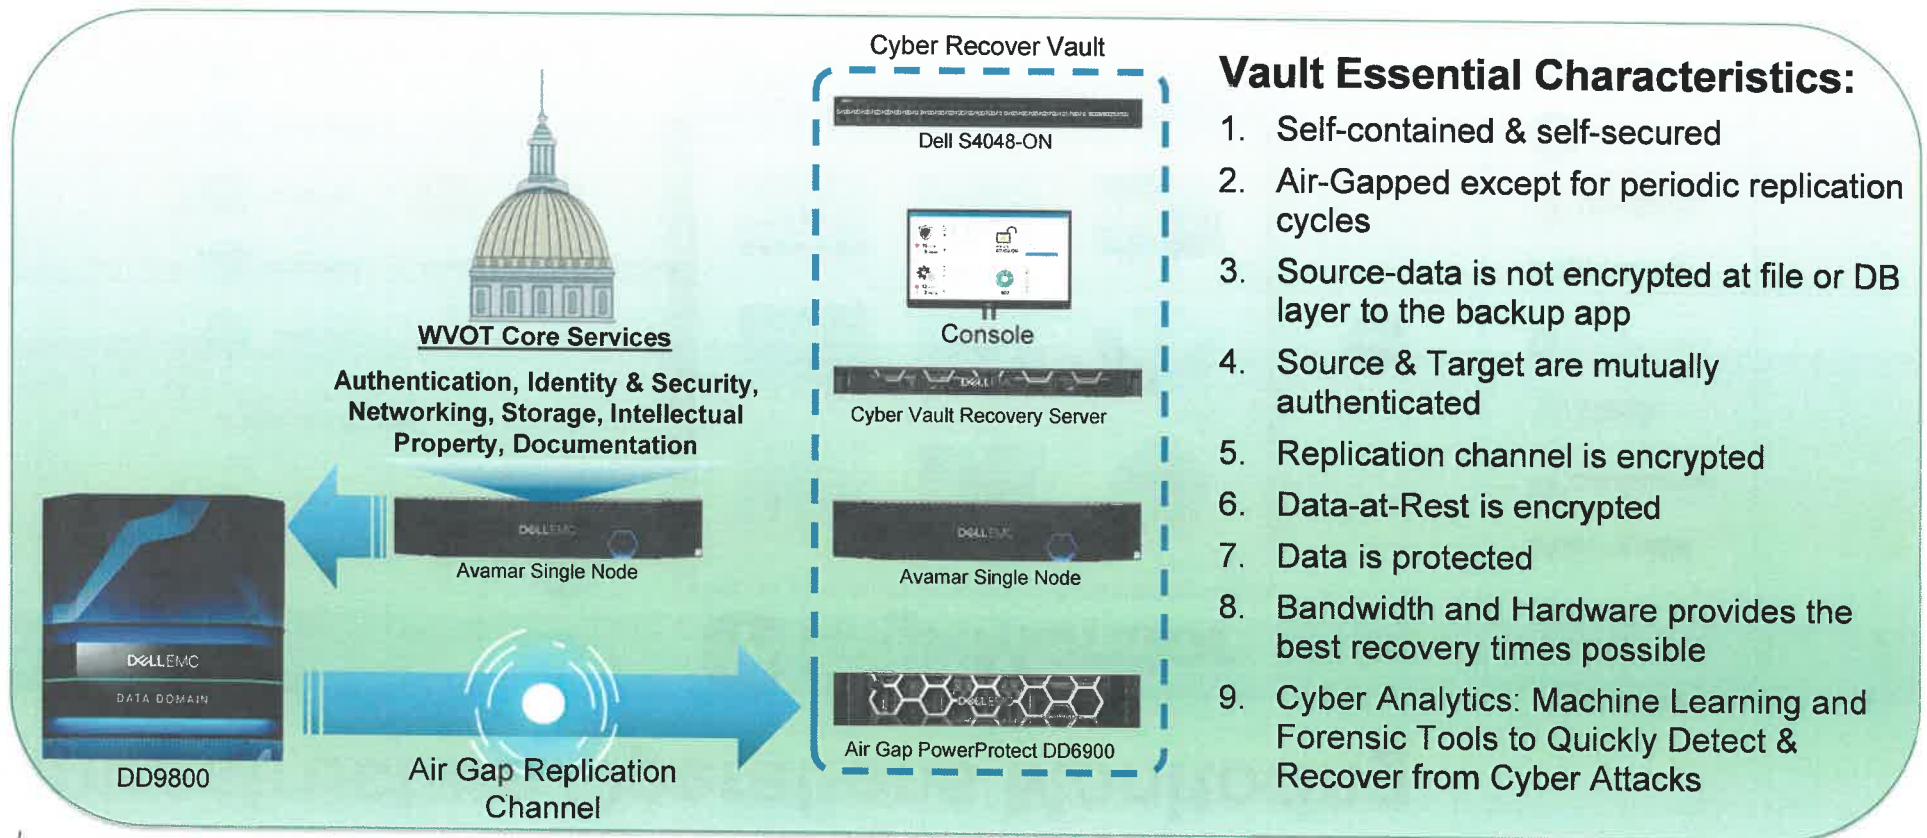 Cyber Recover Vault
Dell S4048-ON
Console
DELL
Cyber Vault Recovery Server
DELLEMC
Avamar Single Node
DELLEMC
Air Gap PowerProtect DD6900
WVOT Core Services
Authentication, Identity & Security,
Networking, Storage, Intellectual
Property, Documentation
DELLEMC
Avamar Single Node
DELLEMC
DATA DOMAIN
DD9800
Air Gap Replication
Channel
Vault Essential Characteristics:
1. Self-contained & self-secured
2. Air-Gapped except for periodic replication
cycles
3. Source-data is not encrypted at file or DB
layer to the backup app
4. Source & Target are mutually
authenticated
5. Replication channel is encrypted
6. Data-at-Rest is encrypted
7. Data is protected
8. Bandwidth and Hardware provides the
best recovery times possible
9. Cyber Analytics: Machine Learning and
Forensic Tools to Quickly Detect &
Recover from Cyber Attacks